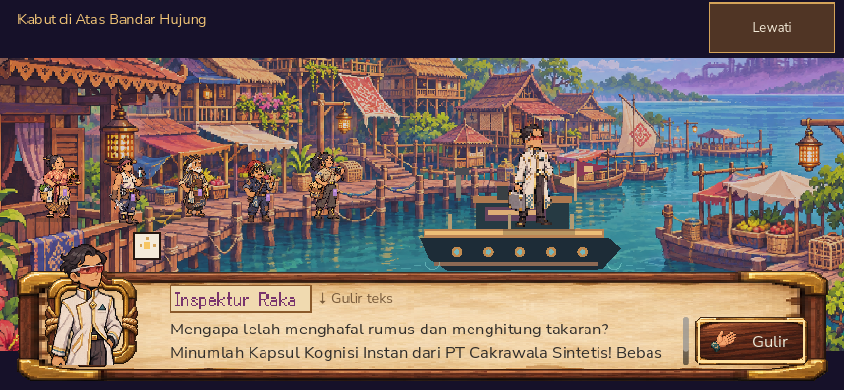 Kabut di Atas Bandar Hujung
Lewati
Inspektur Raka
↓ Gulir teks
Mengapa lelah menghafal rumus dan menghitung takaran?
Minumlah Kapsul Kognisi Instan dari PT Cakrawala Sintetis! Bebas
Gulir